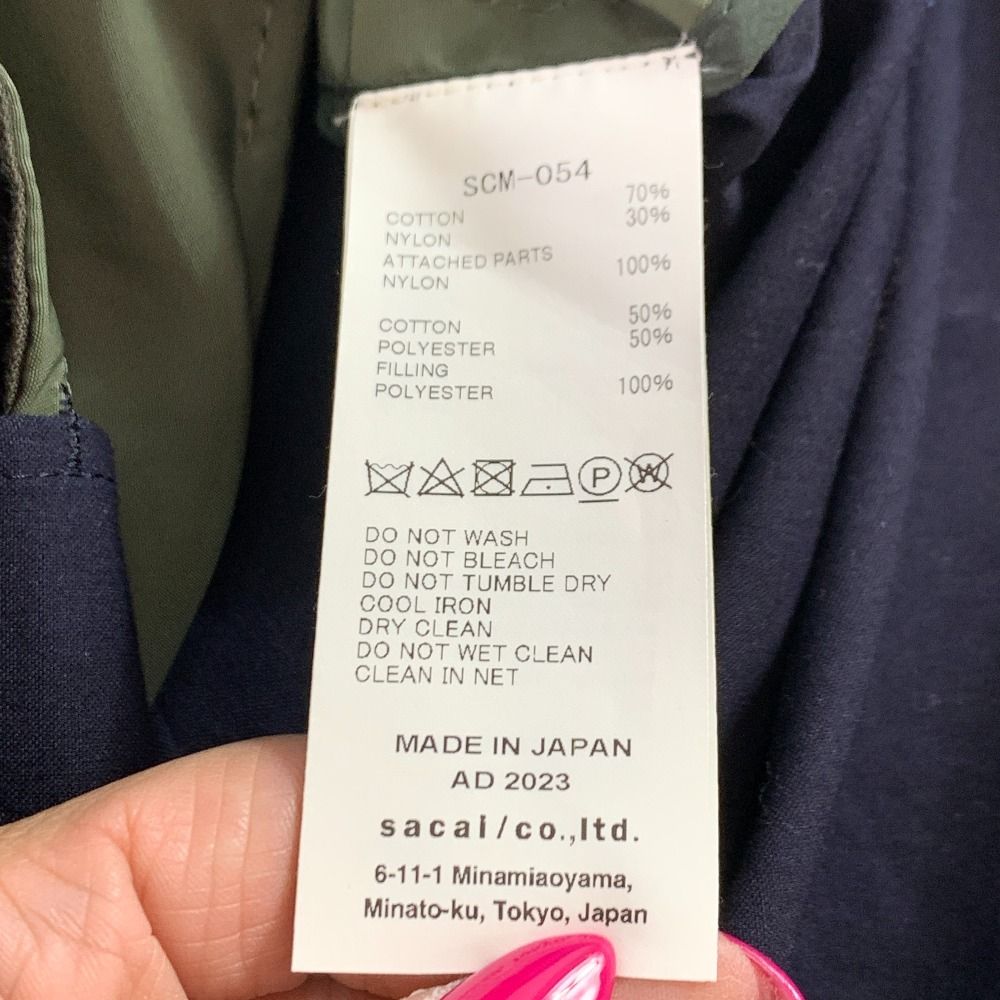 SCM-054
COTTON 70%
NYLON 30%
ATTACHED PARTS
NYLON 100%
COTTON 50%
POLYESTER 50%
FILLING
POLYESTER 100%
P W
DO NOT WASH
DO NOT BLEACH
DO NOT TUMBLE DRY
COOL IRON
DRY CLEAN
DO NOT WET CLEAN
CLEAN IN NET
MADE IN JAPAN
AD 2023
sacai/co.,ltd.
6-11-1 Minamiaoyama,
Minato-ku, Tokyo, Japan